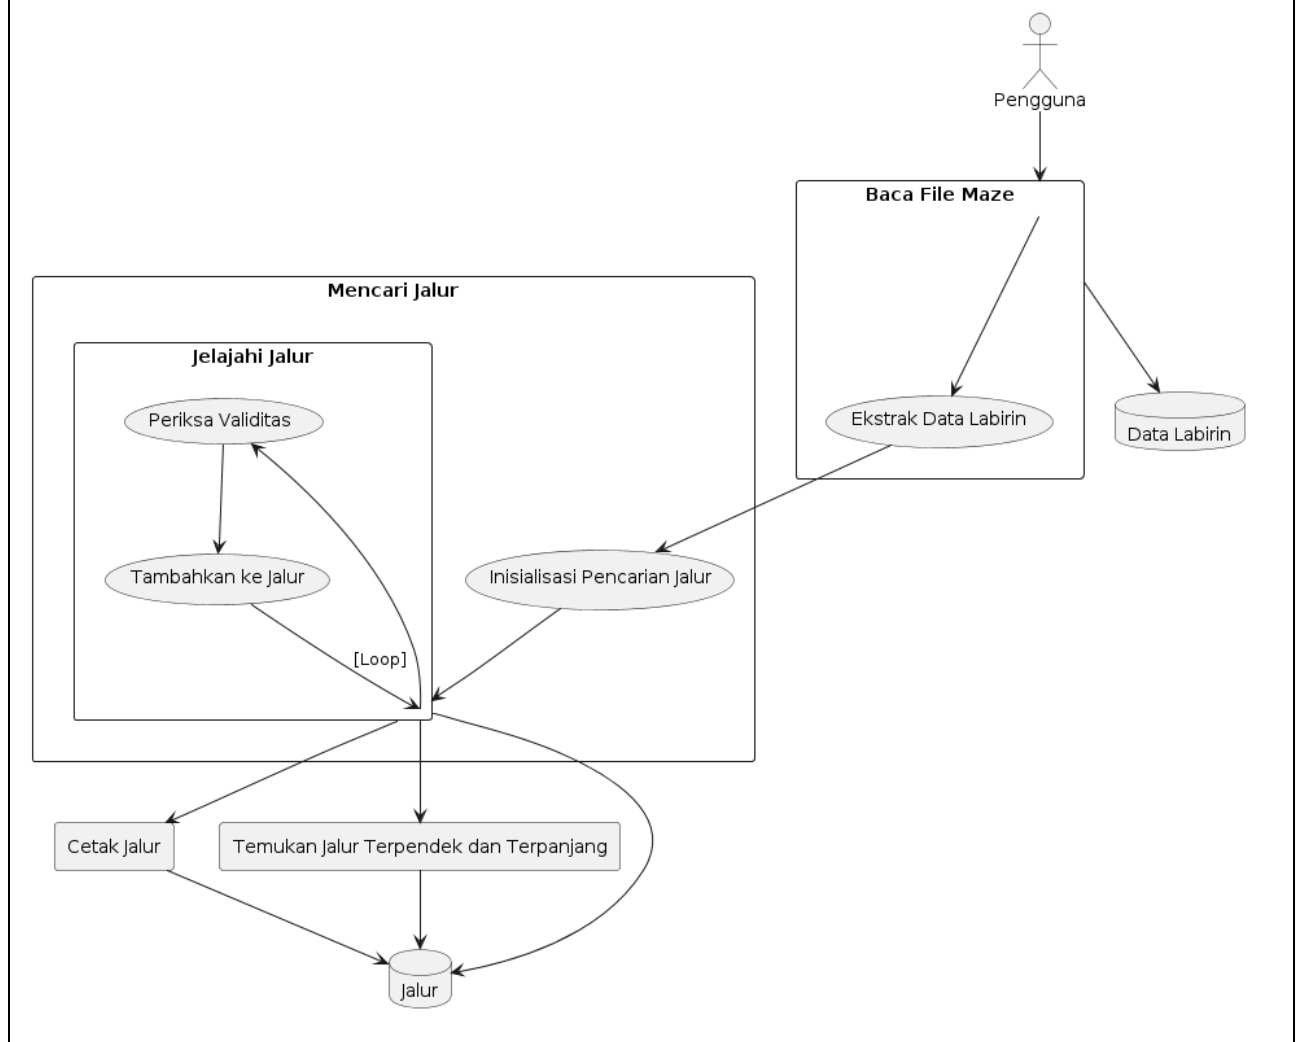 Pengguna
Baca File Maze
Mencari Jalur
Jelajahi Jalur
Periksa Validitas
Ekstrak Data Labirin
Data Labirin
Tambahkan ke Jalur
Inisialisasi Pencarian Jalur
[Loop]
Cetak Jalur
Temukan Jalur Terpendek dan Terpanjang
Jalur